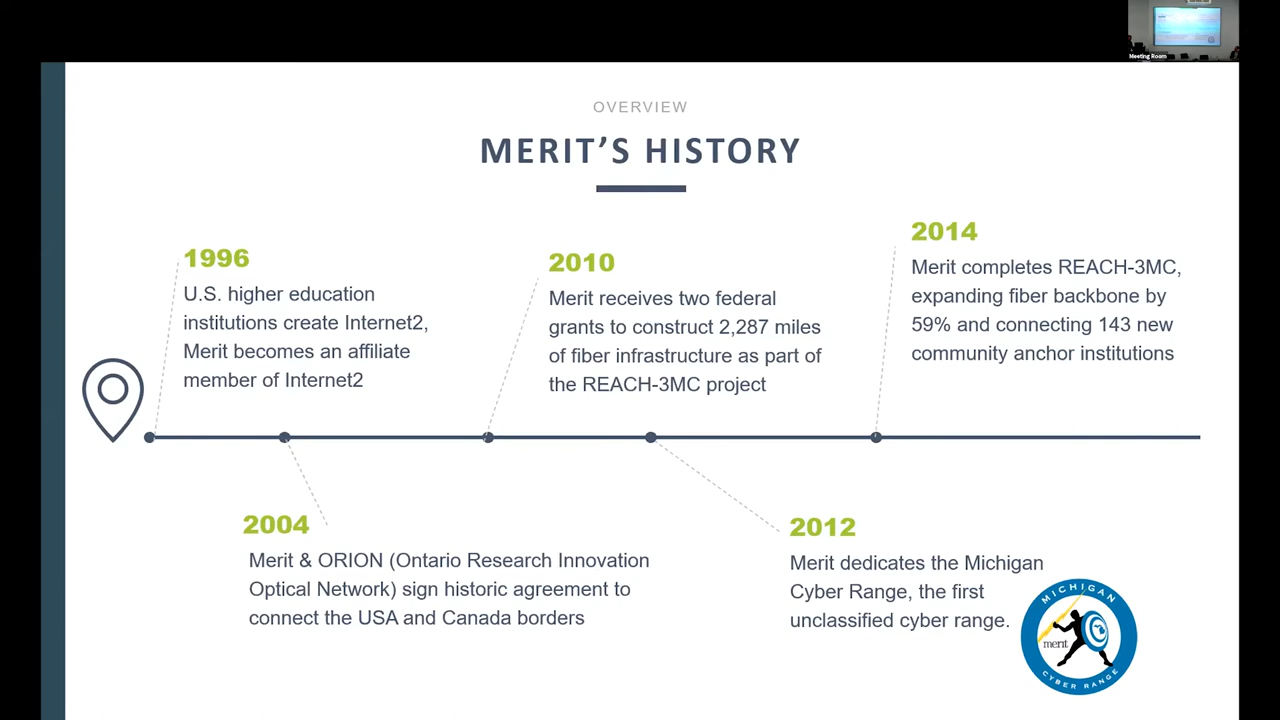 Meeting Room
OVERVIEW
MERIT'S HISTORY
1996
U.S. higher education
institutions create Internet2,
Merit becomes an affiliate
member of Internet2
2010
Merit receives two federal
grants to construct 2,287 miles
of fiber infrastructure as part of
the REACH-3MC project
2014
Merit completes REACH-3MC,
expanding fiber backbone by
59% and connecting 143 new
community anchor institutions
2004
Merit & ORION (Ontario Research Innovation
Optical Network) sign historic agreement to
connect the USA and Canada borders
2012
Merit dedicates the Michigan
Cyber Range, the first
unclassified cyber range.
MICHIGAN
merit
CYBER RANGE